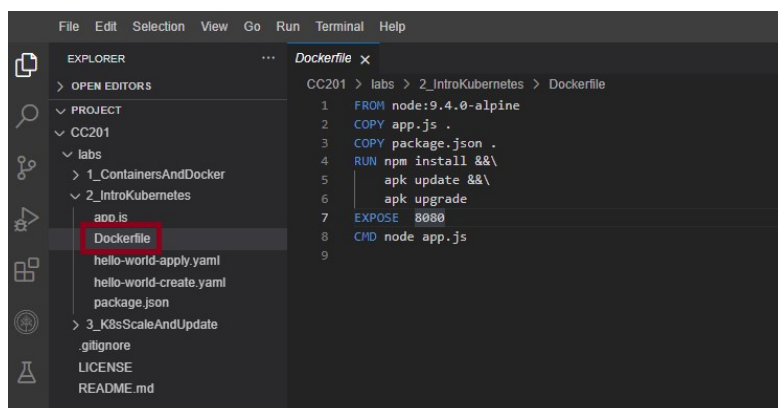 File Edit Selection View Go Run Terminal Help
EXPLORER ...
> OPEN EDITORS
PROJECT
CC201
labs
> 1_ContainersAndDocker
2_IntroKubernetes
app.js
Dockerfile
hello-world-apply.yaml
hello-world-create.yaml
package.json
> 3_K8sScaleAndUpdate
.gitignore
LICENSE
README.md
Dockerfile ×
CC201 > labs > 2_IntroKubernetes > Dockerfile
1 FROM node:9.4.0-alpine
2 COPY app.js .
3 COPY package.json .
4 RUN npm install &&\
5 apk update &&\
6 apk upgrade
7 EXPOSE 8080
8 CMD node app.js
9